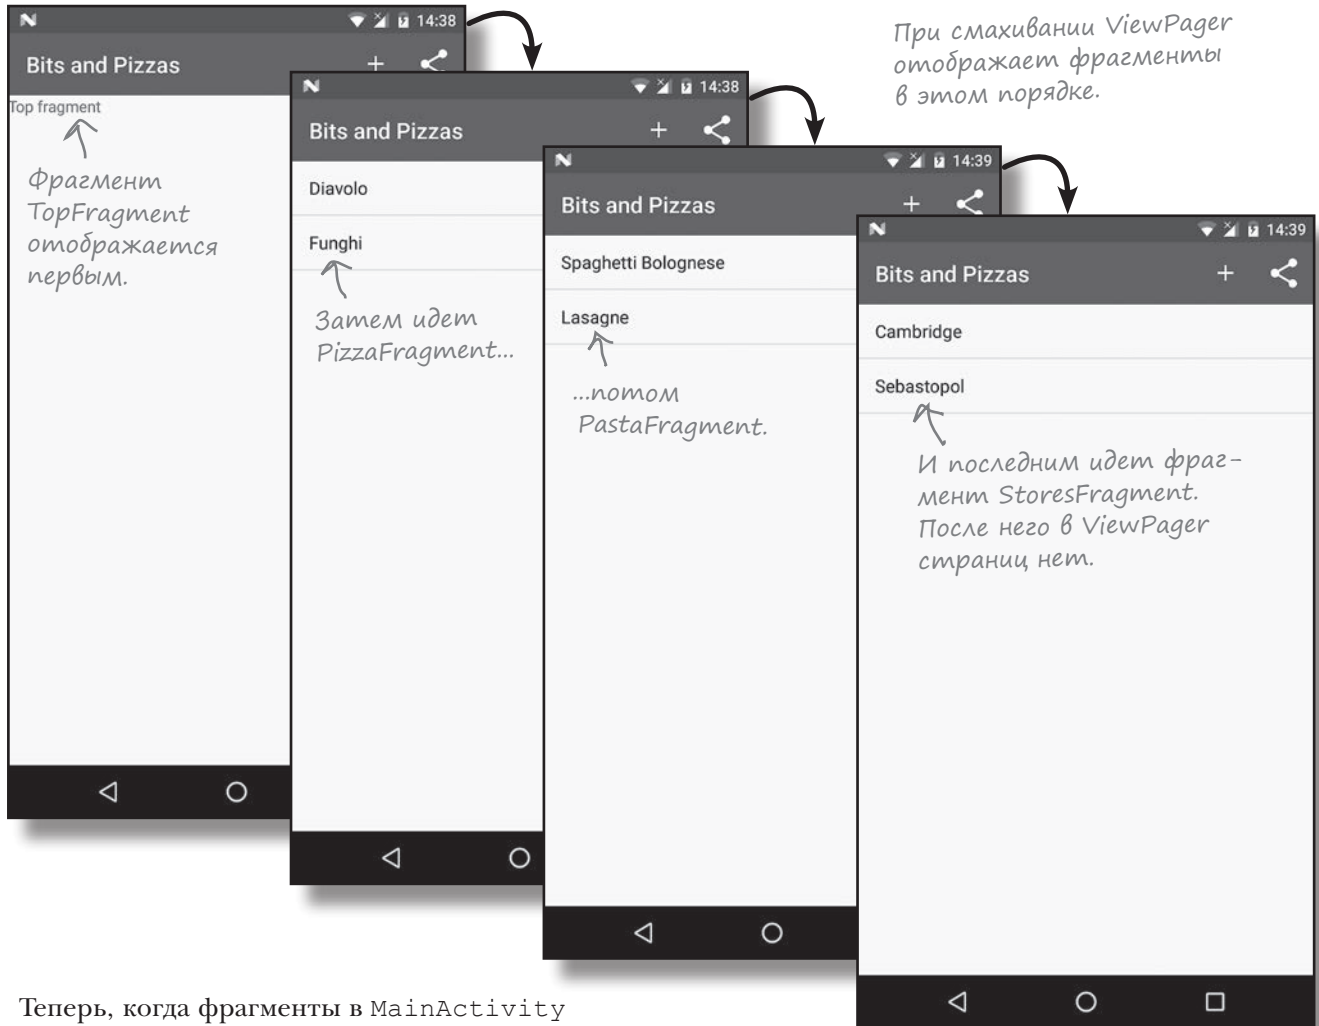 14:38
Bits and Pizzas
Top fragment
Фрагмент
TopFragment
отображается
первым.
14:38
Bits and Pizzas
Diavolo
Funghi
Затем идет
PizzaFragment...
14:39
Bits and Pizzas
Spaghetti Bolognese
Lasagne
...потом
PastaFragment.
При смахивании ViewPager
отображает фрагменты
в этом порядке.
14:39
Bits and Pizzas
Cambridge
Sebastopol
И последним идет фраг-
мент StoresFragment.
После него в ViewPager
страниц нет.
Теперь, когда фрагменты в MainActivity